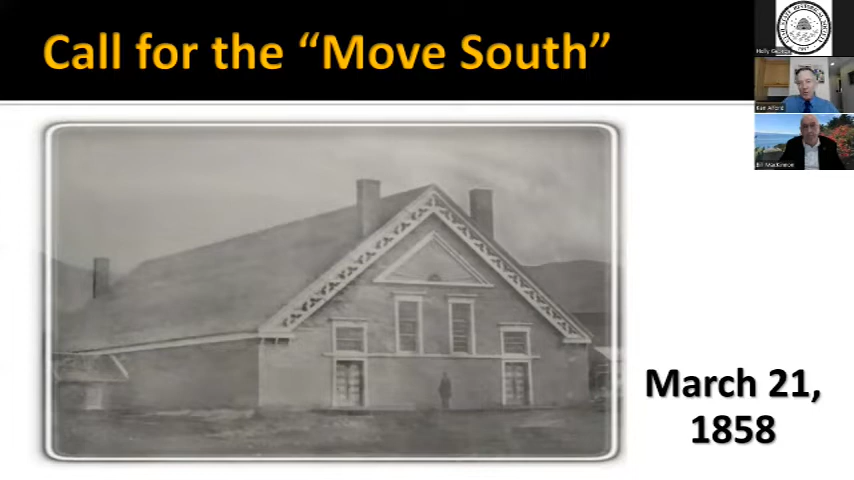 Call for the “Move South”
March 21,
1858
Ken Alford
Bill MacKinnon